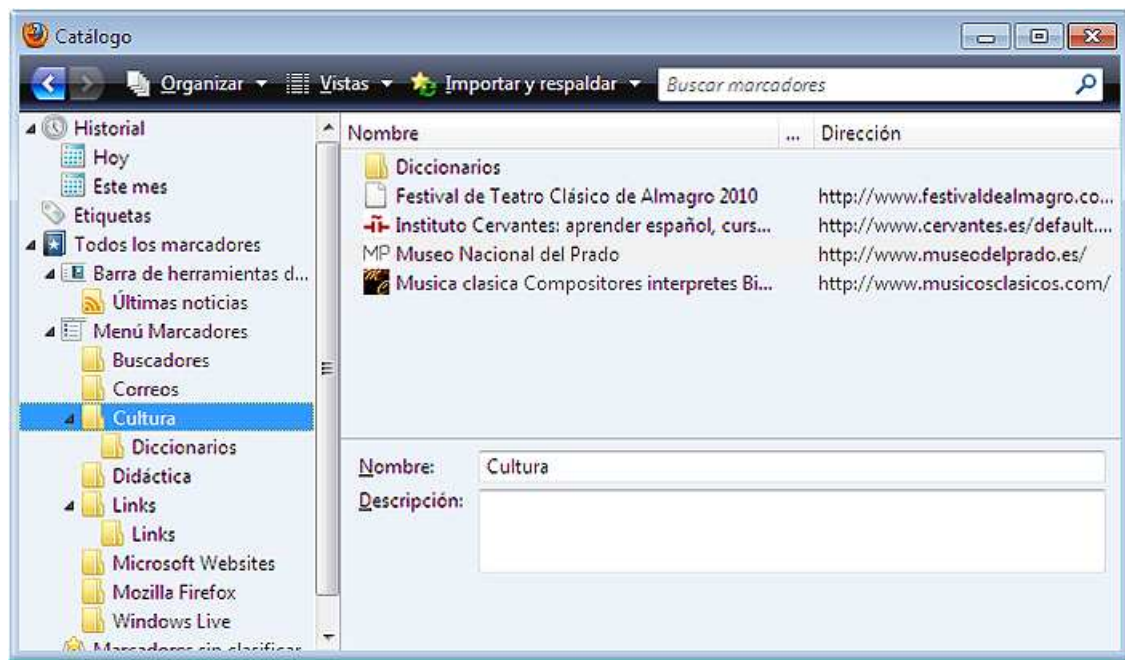 Catálogo
Organizar Vistas Importar y respaldar Buscar marcadores
Historial
Hoy
Este mes
Etiquetas
Todos los marcadores
Barra de herramientas d...
Últimas noticias
Menú Marcadores
Buscadores
Correos
Cultura
Diccionarios
Didáctica
Links
Links
Microsoft Websites
Mozilla Firefox
Windows Live
Marcadores sin clasificar
Nombre ... Dirección
Diccionarios
Festival de Teatro Clásico de Almagro 2010 http://www.festivaldealmagro.co...
Instituto Cervantes: aprender español, curs... http://www.cervantes.es/default....
MP Museo Nacional del Prado http://www.museodelprado.es/
mc Musica clasica Compositores interpretes Bi... http://www.musicosclasicos.com/
Nombre: Cultura
Descripción: